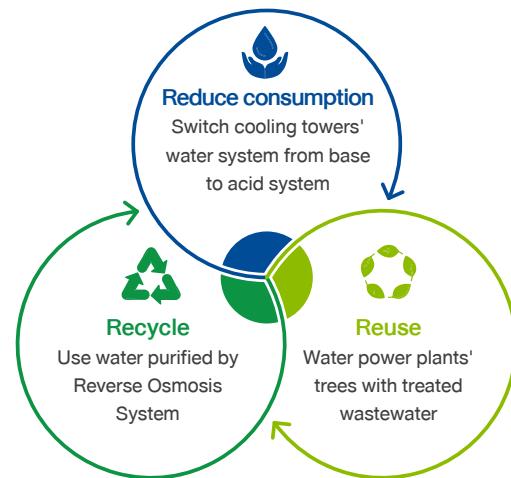 Reduce consumption
Switch cooling towers'
water system from base
to acid system
Recycle
Use water purified by
Reverse Osmosis
System
Reuse
Water power plants'
trees with treated
wastewater